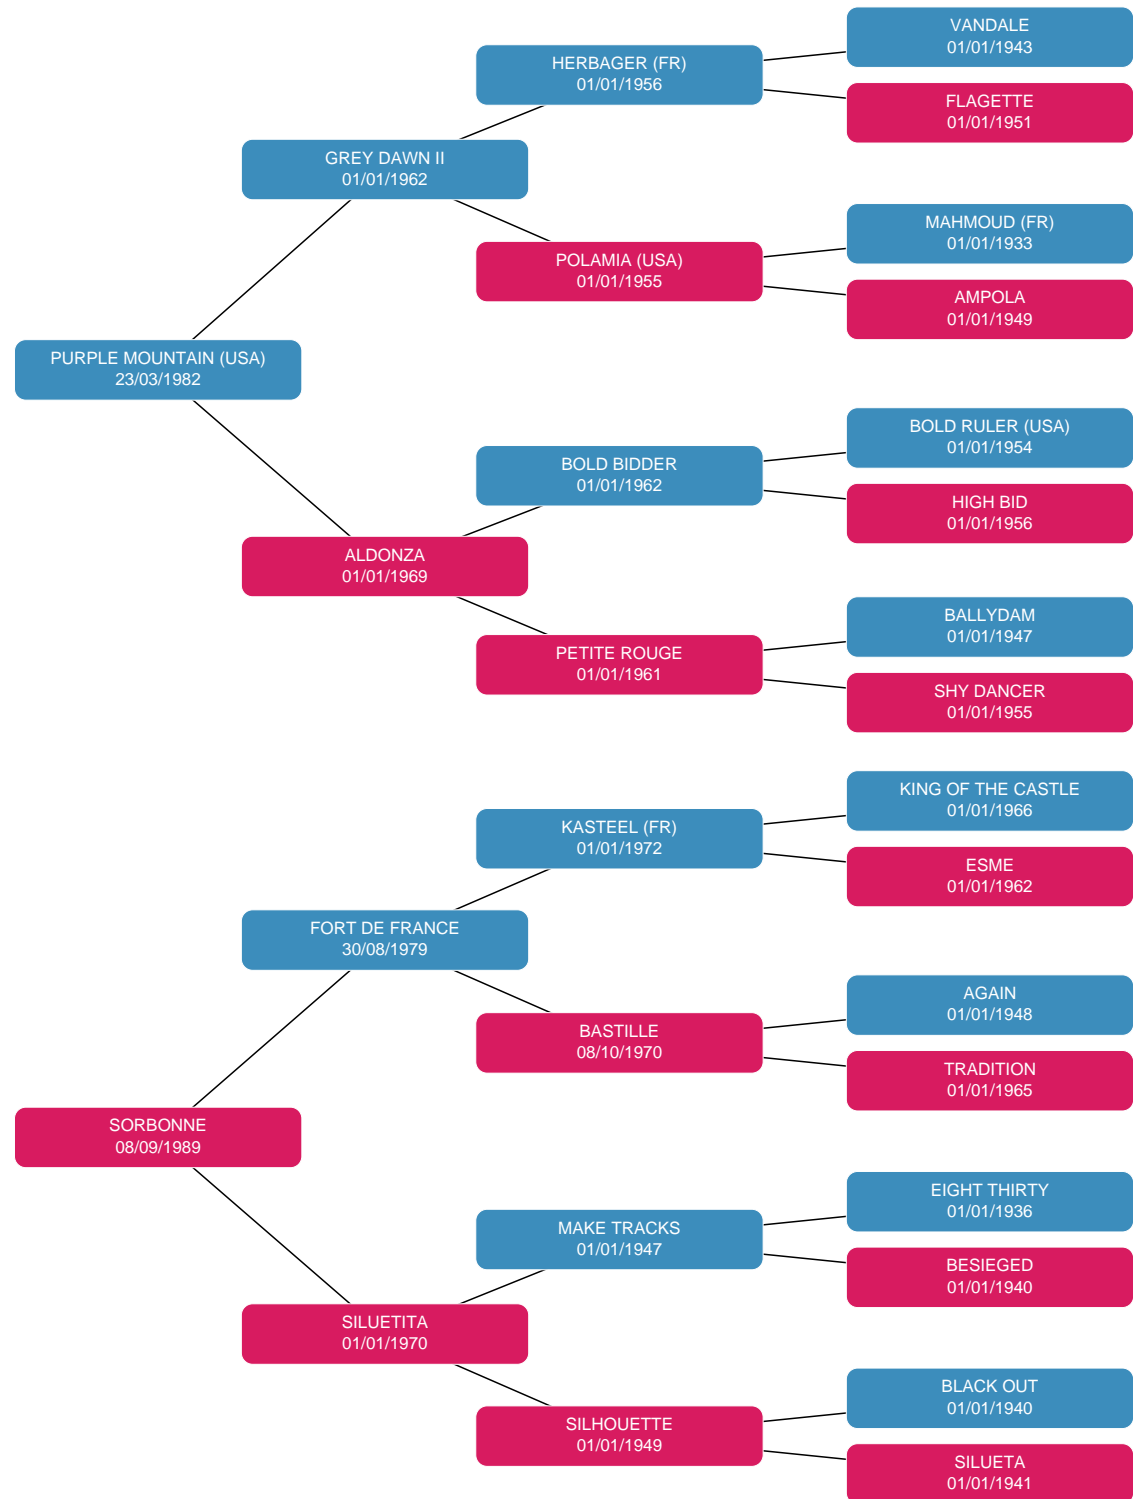 VANDALE
01/01/1943
HERBAGER (FR)
01/01/1956
FLAGETTE
01/01/1951
GREY DAWN II
01/01/1962
MAHMOUD (FR)
01/01/1933
POLAMIA (USA)
01/01/1955
AMPOLA
01/01/1949
PURPLE MOUNTAIN (USA)
23/03/1982
BOLD RULER (USA)
01/01/1954
BOLD BIDDER
01/01/1962
HIGH BID
01/01/1956
ALDONZA
01/01/1969
BALLYDAM
01/01/1947
PETITE ROUGE
01/01/1961
SHY DANCER
01/01/1955
KING OF THE CASTLE
01/01/1966
KASTEEL (FR)
01/01/1972
ESME
01/01/1962
FORT DE FRANCE
30/08/1979
AGAIN
01/01/1948
BASTILLE
08/10/1970
TRADITION
01/01/1965
SORBONNE
08/09/1989
EIGHT THIRTY
01/01/1936
MAKE TRACKS
01/01/1947
BESIEGED
01/01/1940
SILUETITA
01/01/1970
BLACK OUT
01/01/1940
SILHOUETTE
01/01/1949
SILUETA
01/01/1941